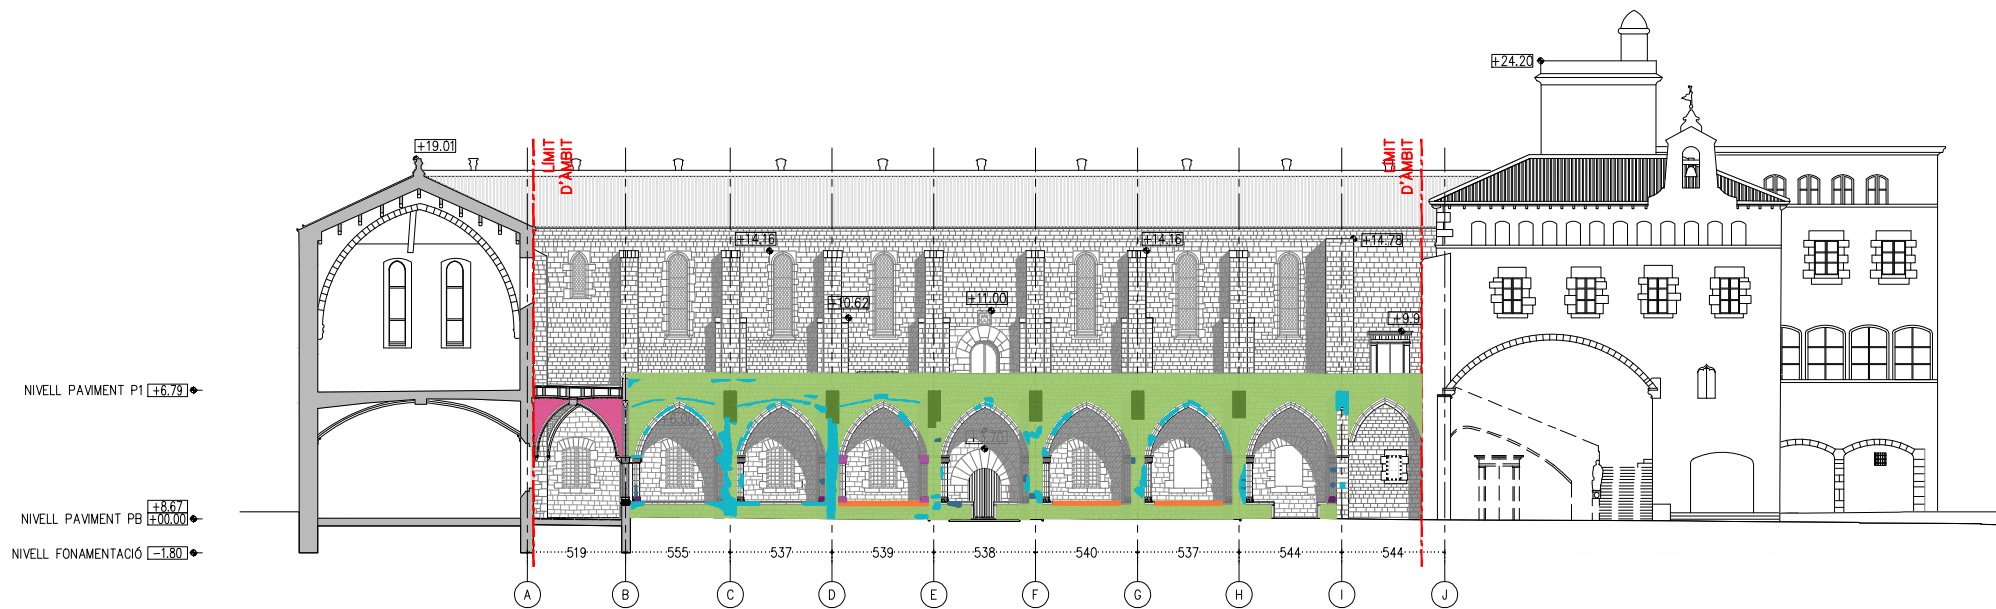 +24.20
+19.01
LÍMIT
D'ÀMBIT
LÍMIT
D'ÀMBIT
+14.16
+14.16
+14.78
+10.62
+11.00
+9.9
NIVELL PAVIMENT P1 +6.79
+8.67
NIVELL PAVIMENT PB +00.00
NIVELL FONAMENTACIÓ -1.80
519 555 537 539 538 540 537 544 544
A B C D E F G H I J